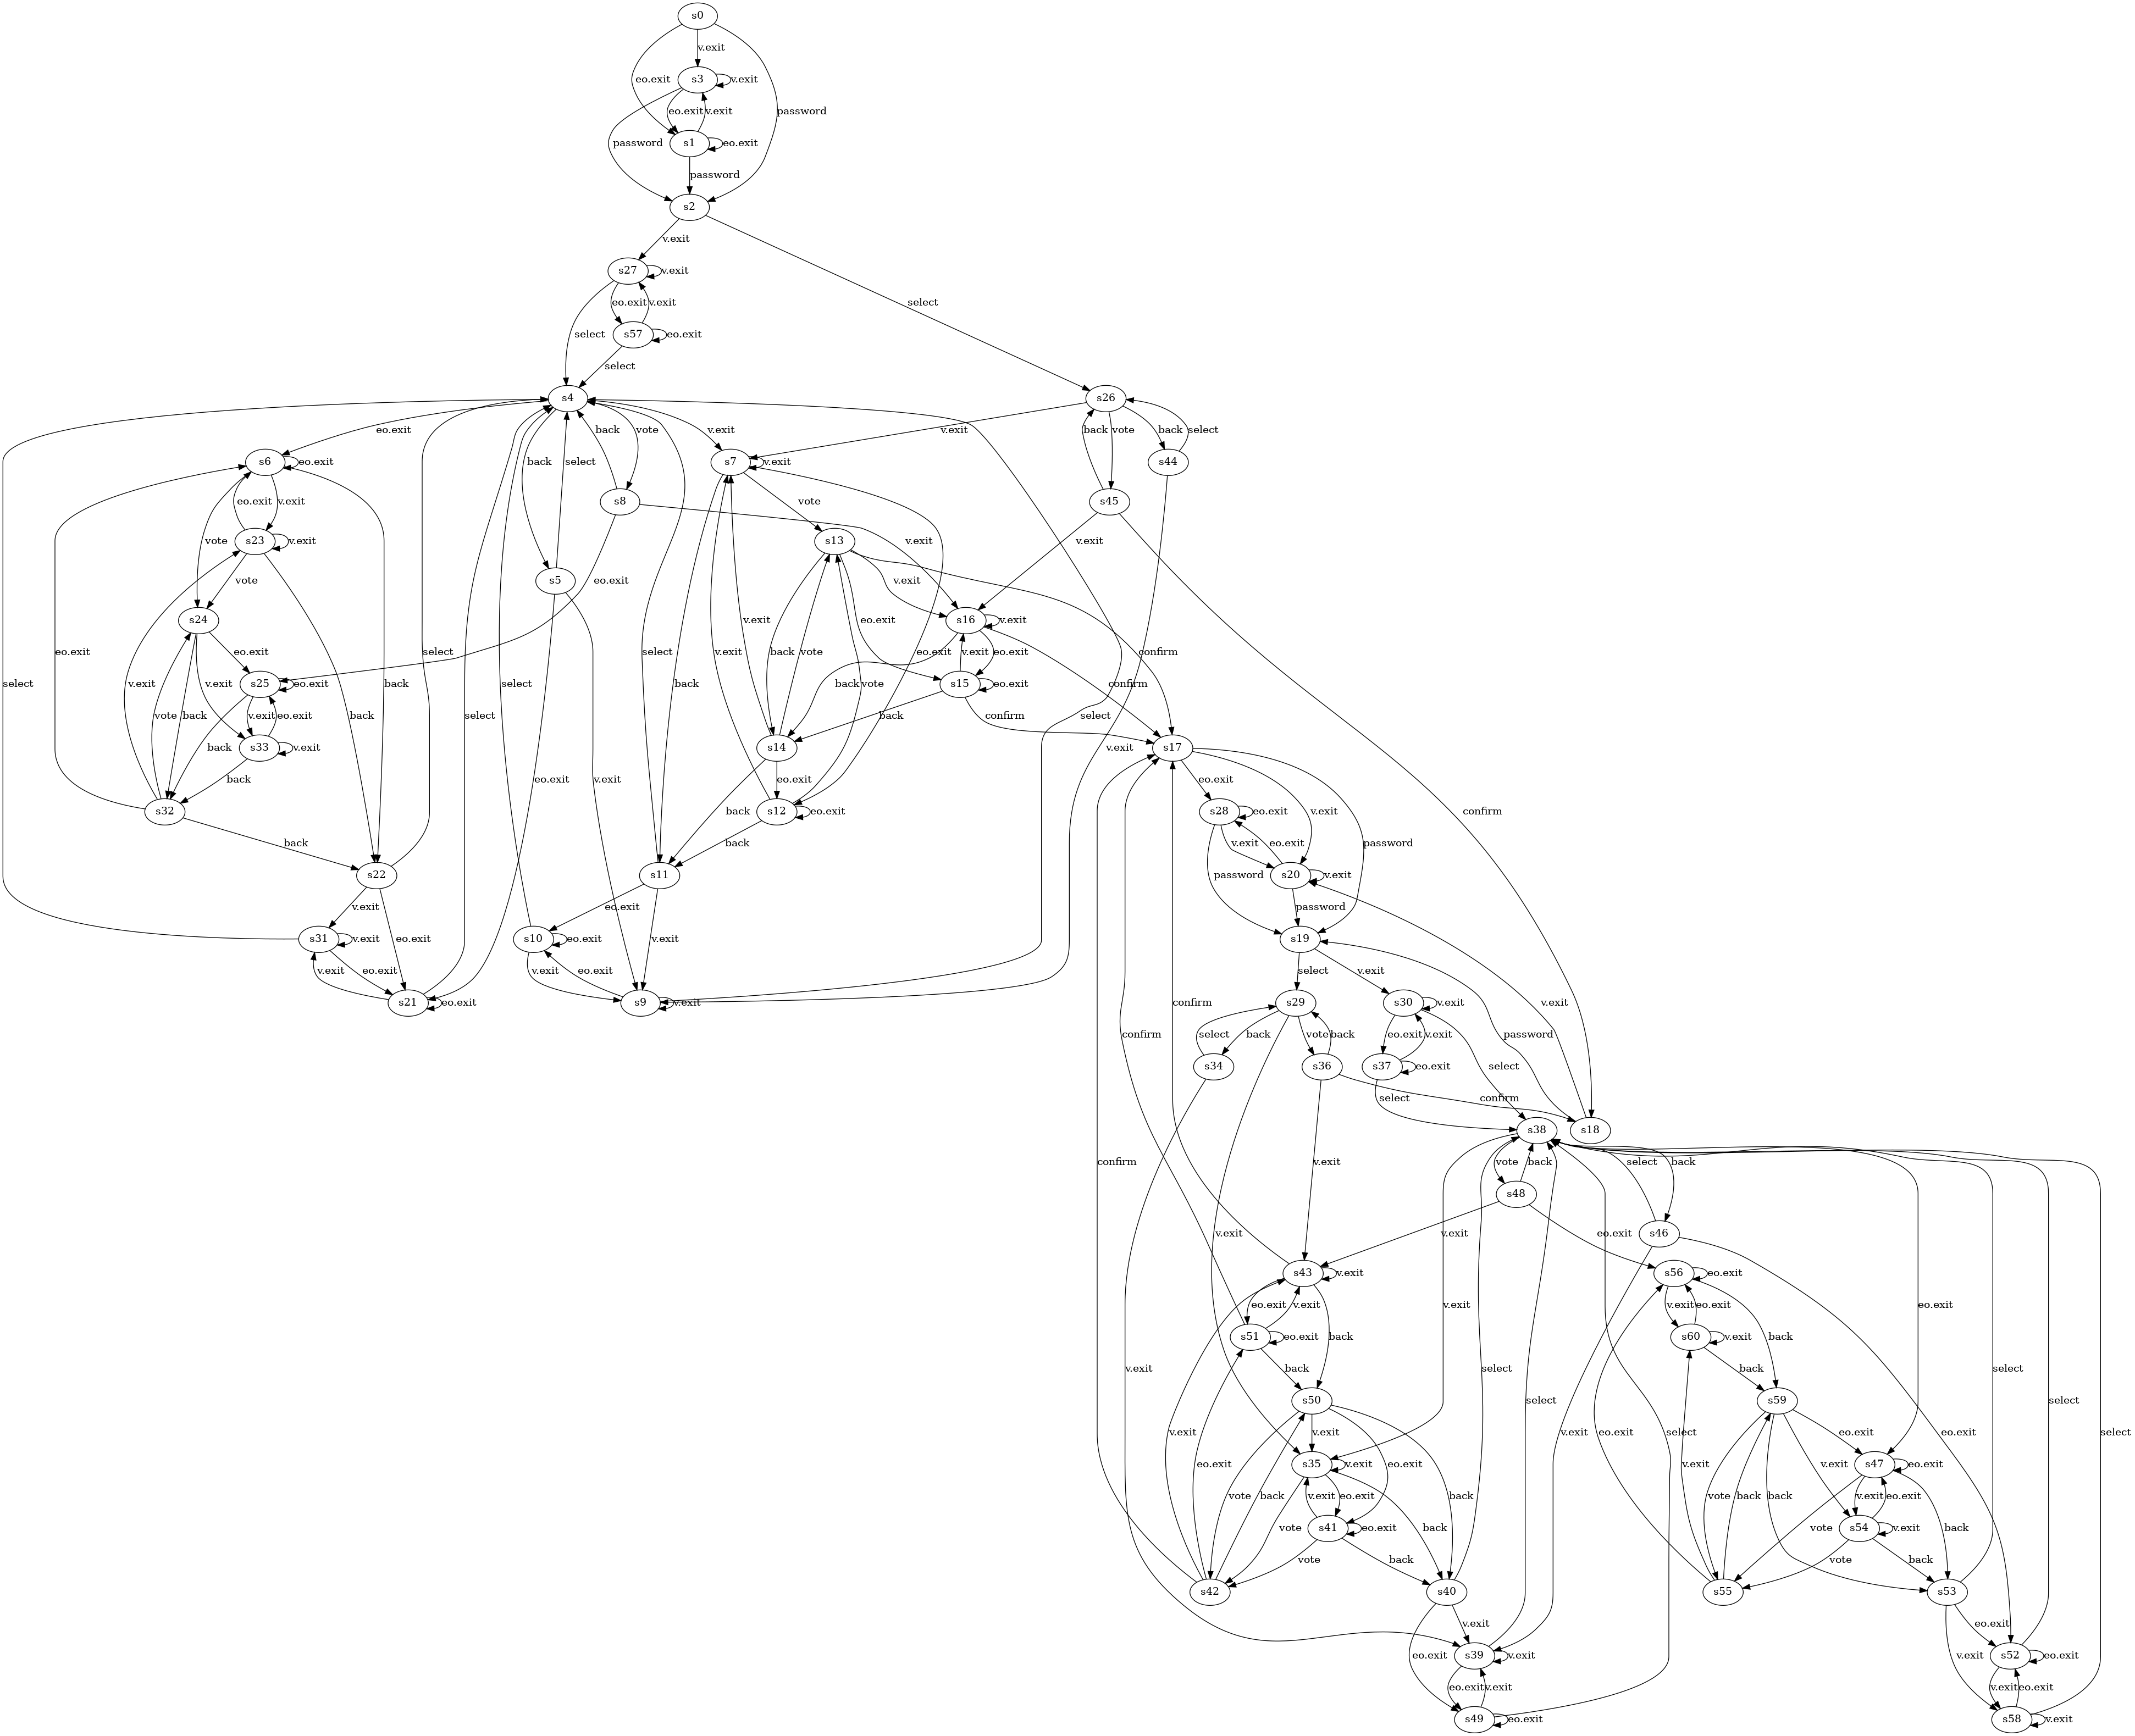 s0
v.exit
s3
v.exit
eo.exit
eo.exit
v.exit
password
password
s1
eo.exit
password
s2
v.exit
s27
v.exit
select
eo.exit
v.exit
select
s57
eo.exit
select
s4
s26
eo.exit
back
vote
v.exit
v.exit
back
vote
back
select
back
s6
eo.exit
s7
v.exit
s44
select
s8
s45
vote
eo.exit
v.exit
vote
s23
v.exit
s13
v.exit
v.exit
s5
eo.exit
vote
s24
v.exit
s16
v.exit
eo.exit
v.exit
back
vote
eo.exit
v.exit
eo.exit
confirm
select
eo.exit
back
eo.exit
s25
eo.exit
select
back
vote
back
confirm
s15
eo.exit
select
vote
back
v.exit
v.exit
eo.exit
back
back
confirm
select
v.exit
s33
v.exit
s14
s17
back
eo.exit
eo.exit
eo.exit
v.exit
s32
s12
eo.exit
s28
eo.exit
v.exit
confirm
back
back
back
v.exit
eo.exit
password
s22
s11
s20
v.exit
v.exit
eo.exit
eo.exit
v.exit
password
password
s31
v.exit
s10
eo.exit
s19
v.exit
eo.exit
v.exit
eo.exit
select
v.exit
s21
eo.exit
s9
v.exit
s29
s30
v.exit
confirm
confirm
select
back
vote
back
eo.exit
v.exit
password
v.exit
s34
s36
s37
eo.exit
select
select
confirm
s38
s18
confirm
v.exit
vote
back
select
back
s48
v.exit
v.exit
v.exit
eo.exit
s46
s43
v.exit
s56
eo.exit
v.exit
eo.exit
v.exit
v.exit
eo.exit
eo.exit
s51
eo.exit
back
s60
v.exit
back
v.exit
back
select
back
select
select
s50
s59
v.exit
v.exit
select
select
v.exit
eo.exit
eo.exit
v.exit
eo.exit
v.exit
eo.exit
select
eo.exit
s35
v.exit
s47
eo.exit
vote
back
v.exit
eo.exit
back
vote
back
back
v.exit
eo.exit
vote
back
s41
eo.exit
s54
v.exit
vote
back
vote
back
vote
back
s42
s40
s55
s53
v.exit
eo.exit
eo.exit
v.exit
s39
v.exit
s52
eo.exit
eo.exit
v.exit
v.exit
eo.exit
s49
eo.exit
s58
v.exit